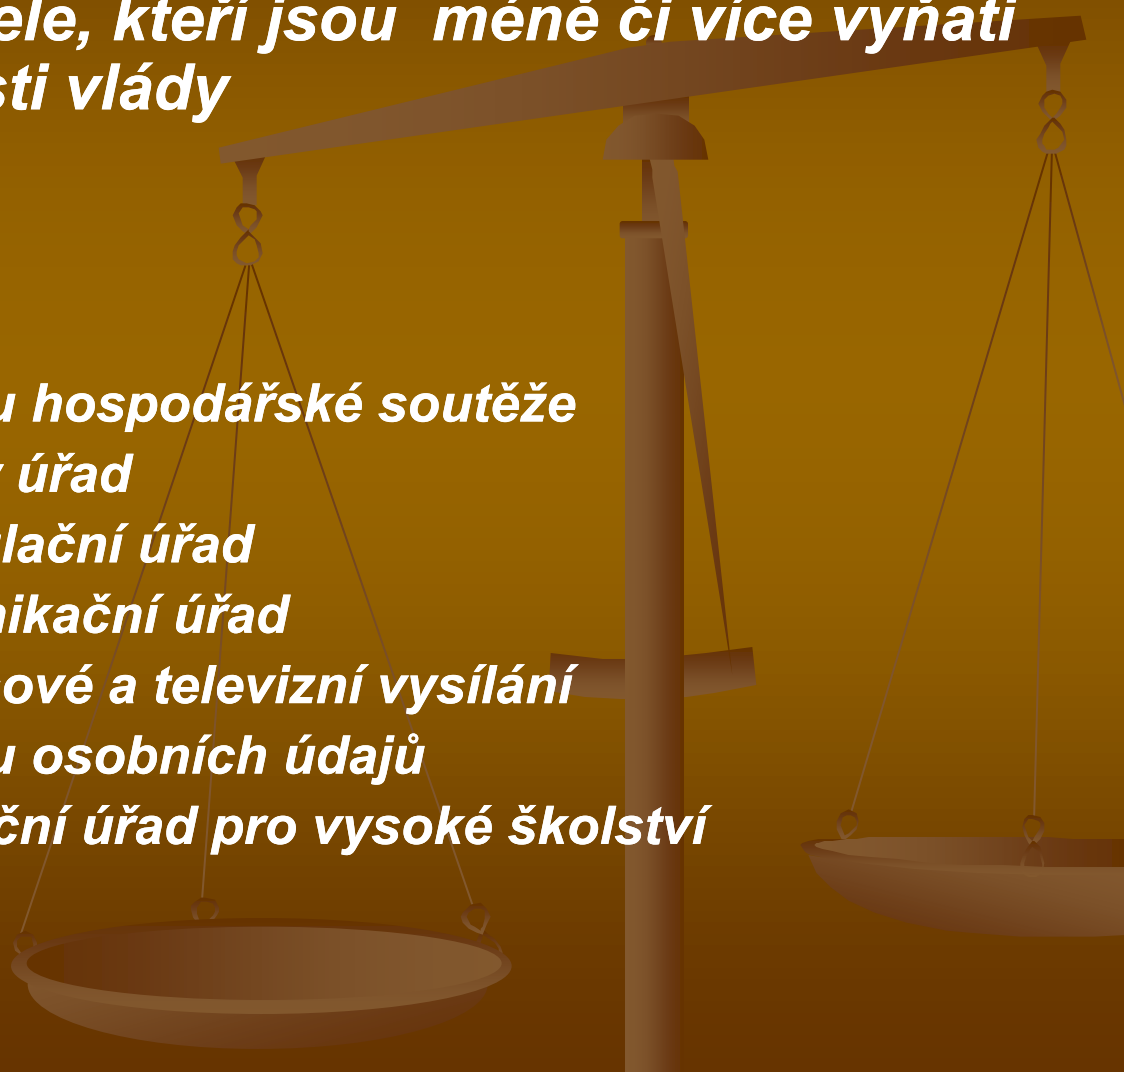 ele, kteří jsou méně či více vyňati
sti vlády
u hospodářské soutěže
úřad
lační úřad
nikační úřad
ové a televizní vysílání
u osobních údajů
ční úřad pro vysoké školství